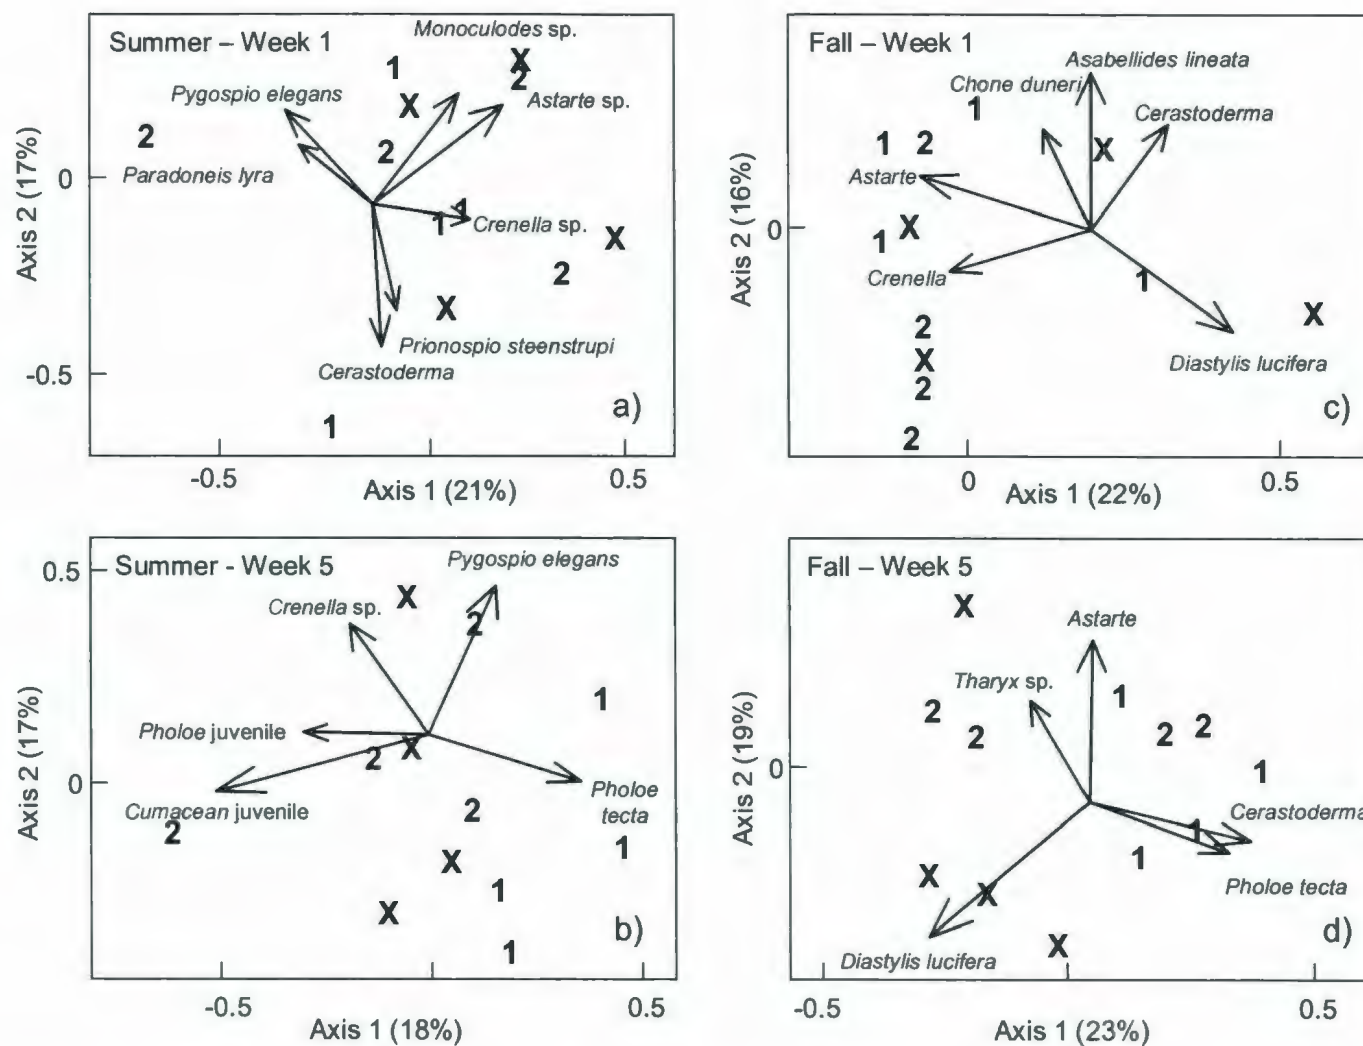 Summer – Week 1
Monoculodes sp.
1
X
2
Pygospio elegans
X
Astarte sp.
2
2
Paradoneis lyra
1
1
Crenella sp.
X
2
X
Prionospio steenstrupi
Cerastoderma
1
a)
Axis 2 (17%)
0
-0.5
-0.5
0.5
Axis 1 (21%)
Fall – Week 1
Asabellides lineata
Chone duneri
1
Cerastoderma
1
2
X
Astarte
X
1
Crenella
1
2
X
X
Diastylis lucifera
2
2
c)
Axis 2 (16%)
0
0
0.5
Axis 1 (22%)
Summer - Week 5
Pygospio elegans
Crenella sp.
X
2
1
Pholoe juvenile
X
2
Cumacean juvenile
Pholoe
tecta
2
2
1
X
1
X
1
b)
Axis 2 (17%)
0.5
0
-0.5
0.5
Axis 1 (18%)
Fall – Week 5
X
Astarte
Tharyx sp.
1
2
2
2
2
1
Cerastoderma
1
1
Pholoe tecta
X
X
X
Diastylis lucifera
d)
Axis 2 (19%)
0
-0.5
0.5
Axis 1 (23%)